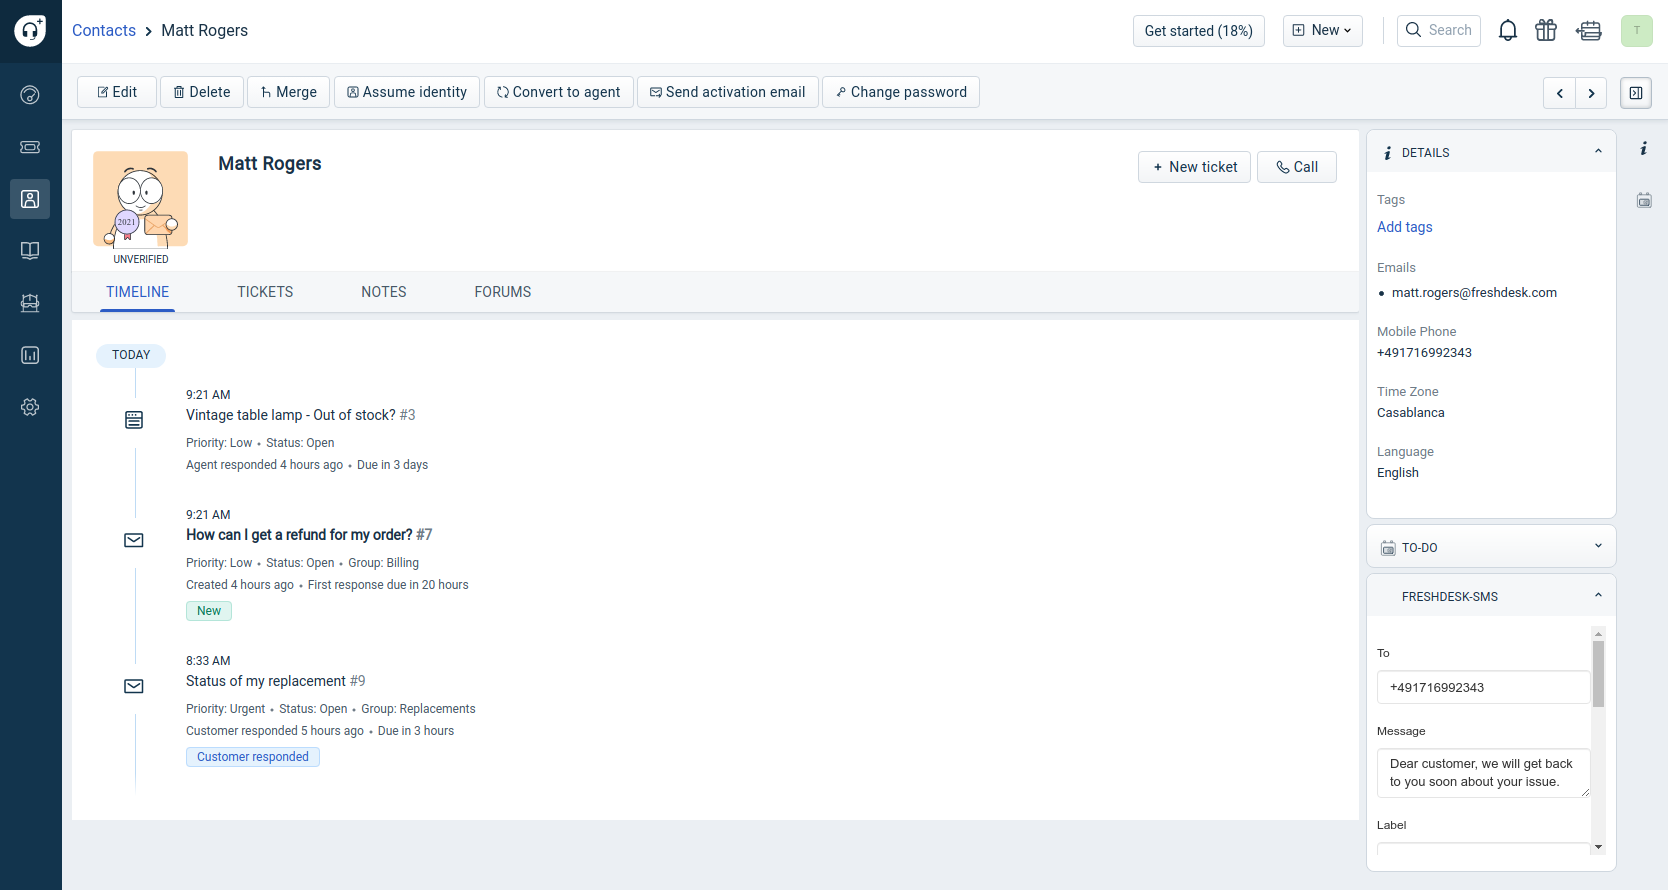 Contacts > Matt Rogers
Get started (18%)
New
Search
T
Edit
Delete
Merge
Assume identity
Convert to agent
Send activation email
Change password
2021
UNVERIFIED
Matt Rogers
+ New ticket
Call
TIMELINE
TICKETS
NOTES
FORUMS
TODAY
9:21 AM
Vintage table lamp - Out of stock? #3
Priority: Low • Status: Open
Agent responded 4 hours ago • Due in 3 days
9:21 AM
How can I get a refund for my order? #7
Priority: Low • Status: Open • Group: Billing
Created 4 hours ago • First response due in 20 hours
New
8:33 AM
Status of my replacement #9
Priority: Urgent • Status: Open • Group: Replacements
Customer responded 5 hours ago • Due in 3 hours
Customer responded
DETAILS
Tags
Add tags
Emails
• matt.rogers@freshdesk.com
Mobile Phone
+491716992343
Time Zone
Casablanca
Language
English
TO-DO
FRESHDESK-SMS
To
+491716992343
Message
Dear customer, we will get back
to you soon about your issue.
Label